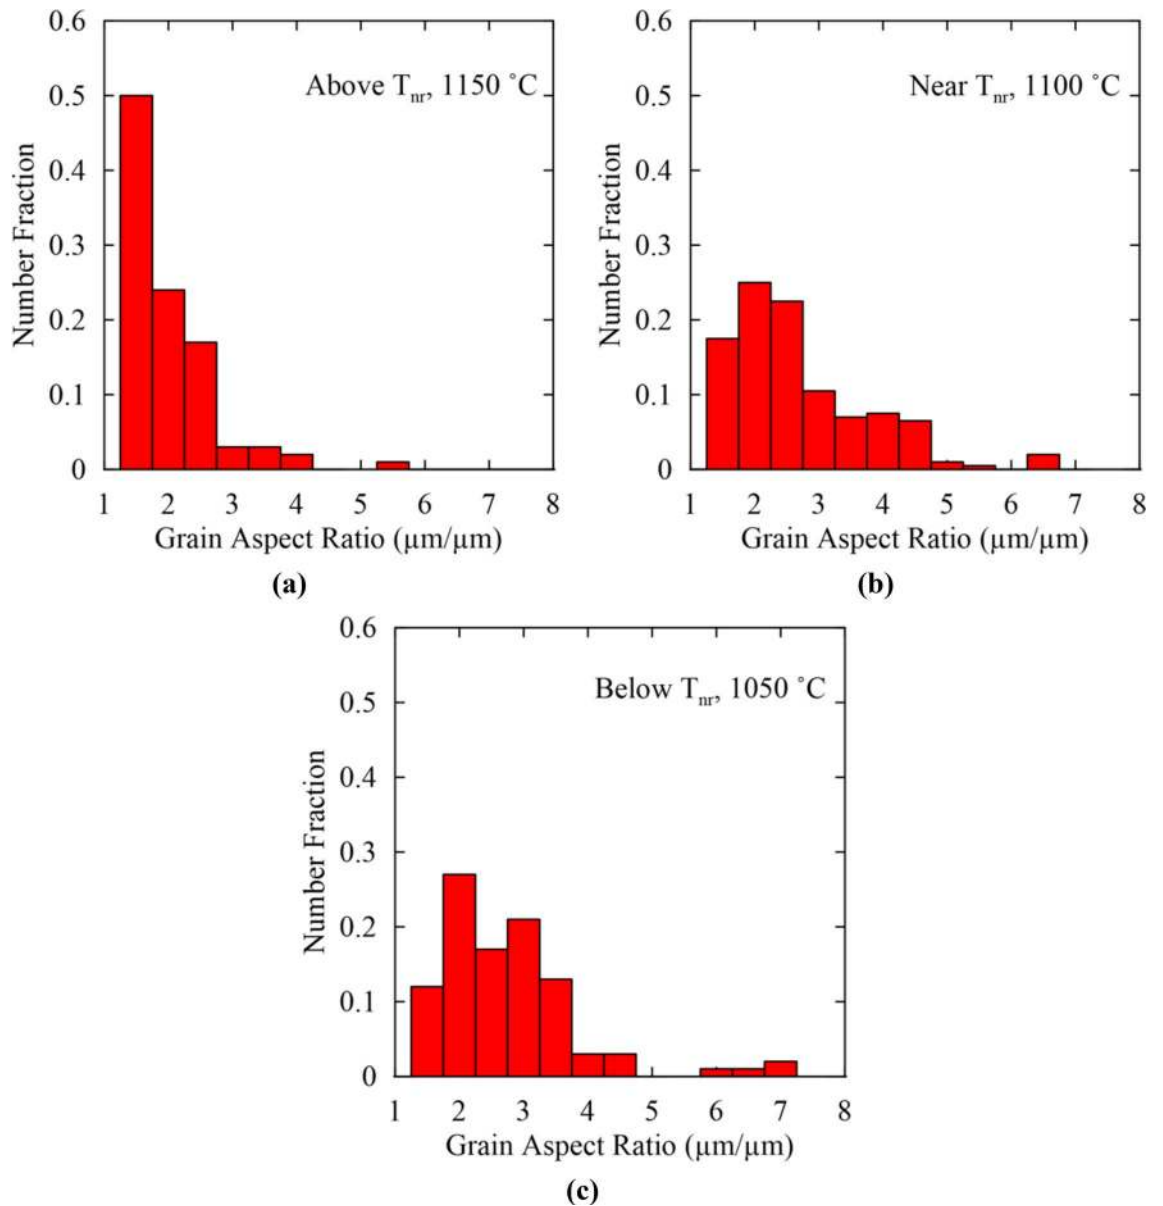 0.6
0.5
0.4
0.3
0.2
0.1
0
Number Fraction
Above Tnr, 1150 ˚C
1 2 3 4 5 6 7 8
Grain Aspect Ratio (µm/µm)
(a)
0.6
0.5
0.4
0.3
0.2
0.1
0
Number Fraction
Near Tnr, 1100 ˚C
1 2 3 4 5 6 7 8
Grain Aspect Ratio (µm/µm)
(b)
0.6
0.5
0.4
0.3
0.2
0.1
0
Number Fraction
Below Tnr, 1050 ˚C
1 2 3 4 5 6 7 8
Grain Aspect Ratio (µm/µm)
(c)